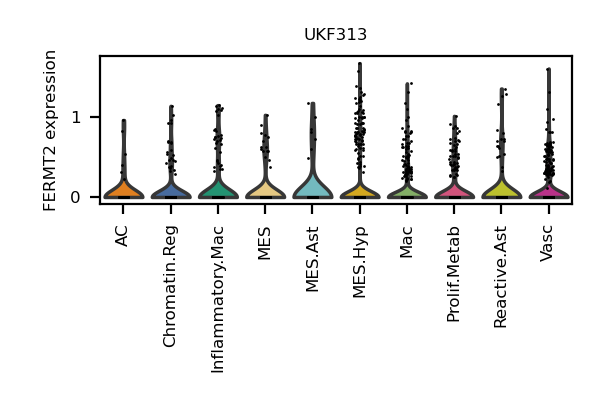 UKF313
FERMT2 expression
1
0
AC
Chromatin.Reg
Inflammatory.Mac
MES
MES.Ast
MES.Hyp
Mac
Prolif.Metab
Reactive.Ast
Vasc